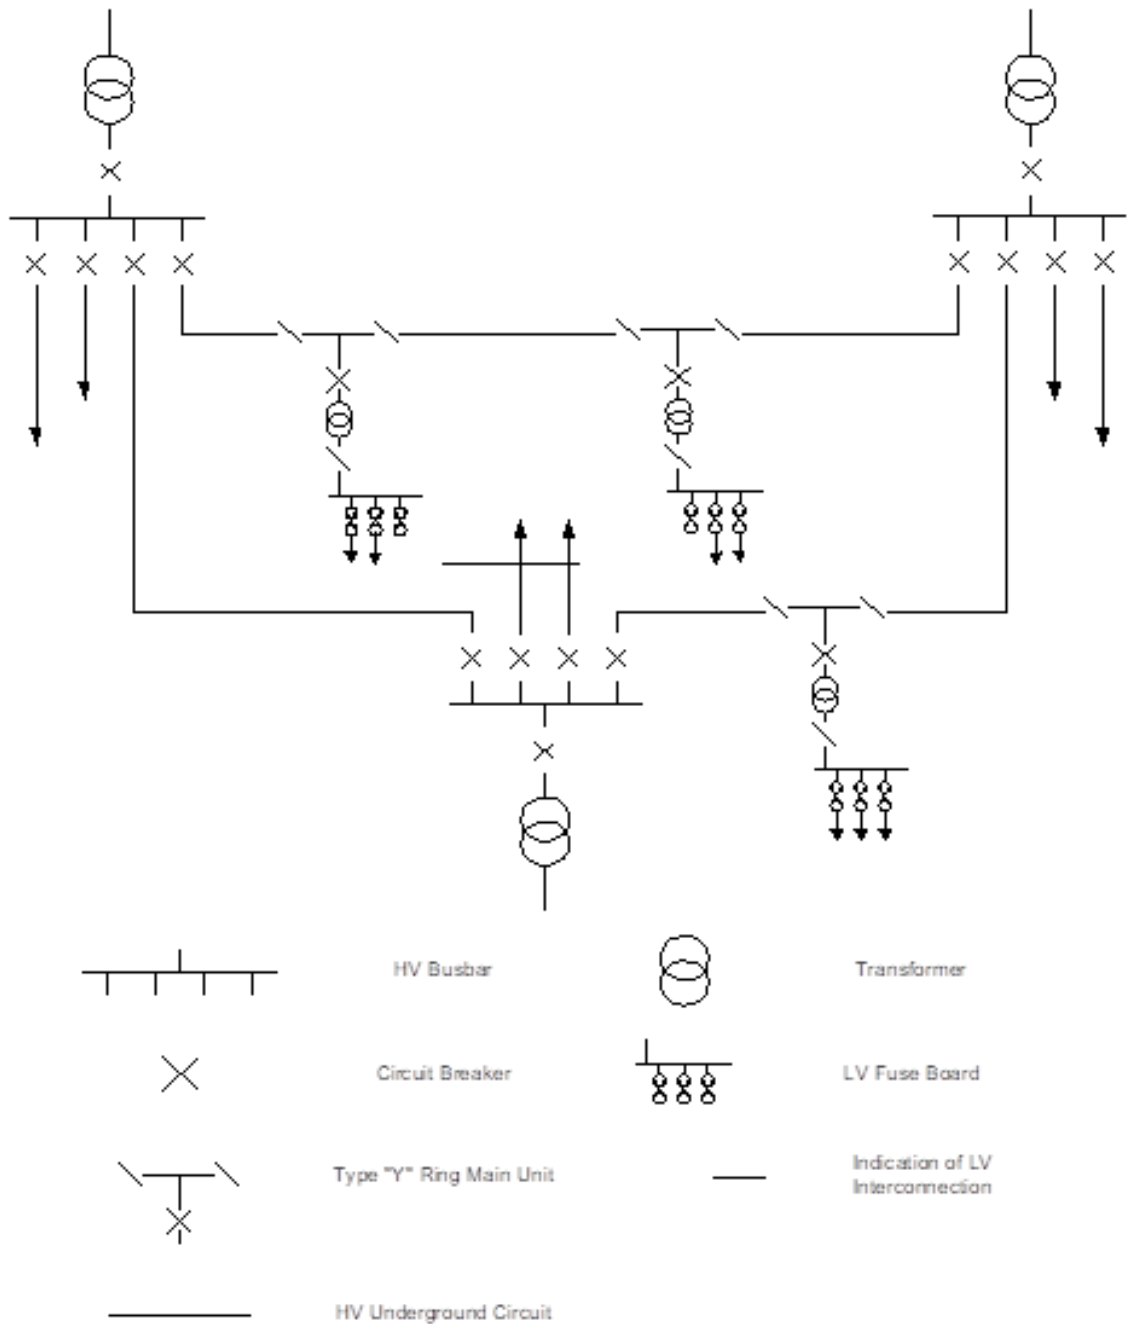 HV Busbar
Transformer
Circuit Breaker
LV Fuse Board
Type "Y" Ring Main Unit
Indication of LV
Interconnection
HV Underground Circuit